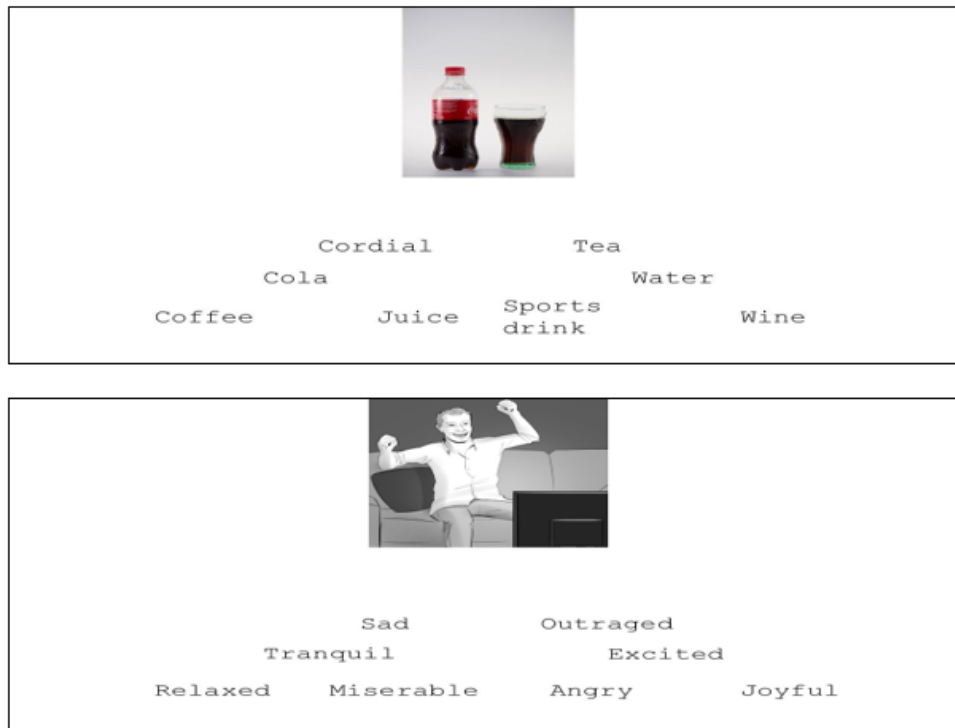 Cordial Tea
Cola Water
Coffee Juice Sports drink Wine
Sad Outraged
Tranquil Excited
Relaxed Miserable Angry Joyful